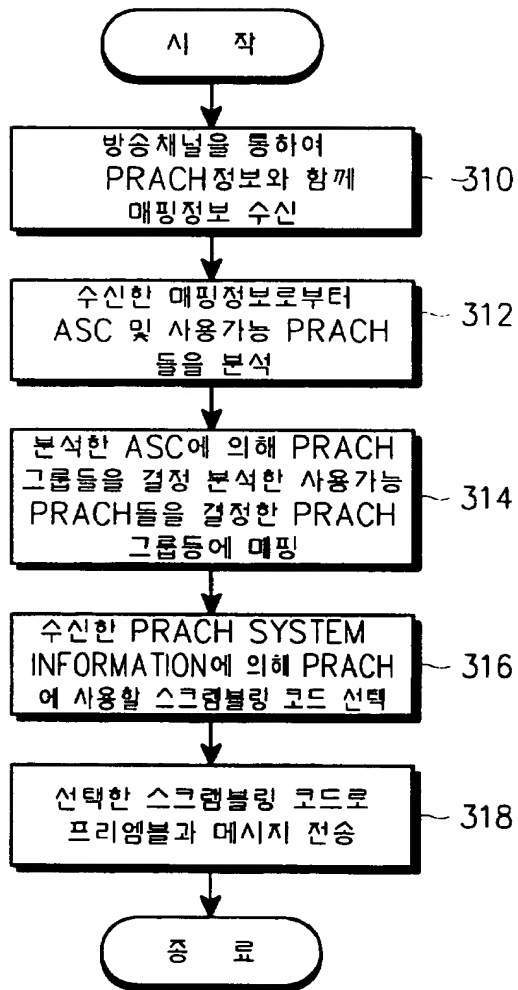 시 작
방송채널을 통하여
PRACH정보와 함께
매핑정보 수신
310
수신한 매핑정보로부터
ASC 및 사용가능 PRACH
들을 분석
312
분석한 ASC에 의해 PRACH
그룹들을 결정 분석한 사용가능
PRACH들을 결정한 PRACH
그룹등에 매핑
314
수신한 PRACH SYSTEM
INFORMATION에 의해 PRACH
에 사용할 스크램블링 코드 선택
316
선택한 스크램블링 코드로
프리엠블과 메시지 전송
318
종 료